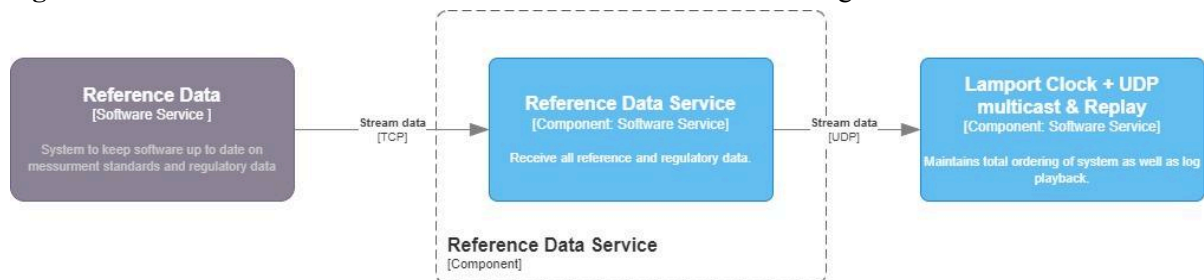 Reference Data
[Software Service ]
System to keep software up to date on
messurment standards and regulatory data
Stream data
[TCP]
Reference Data Service
[Component: Software Service]
Receive all reference and regulatory data.
Reference Data Service
[Component]
Stream data
[UDP]
Lamport Clock + UDP
multicast & Replay
[Component: Software Service]
Maintains total ordering of system as well as log
playback.